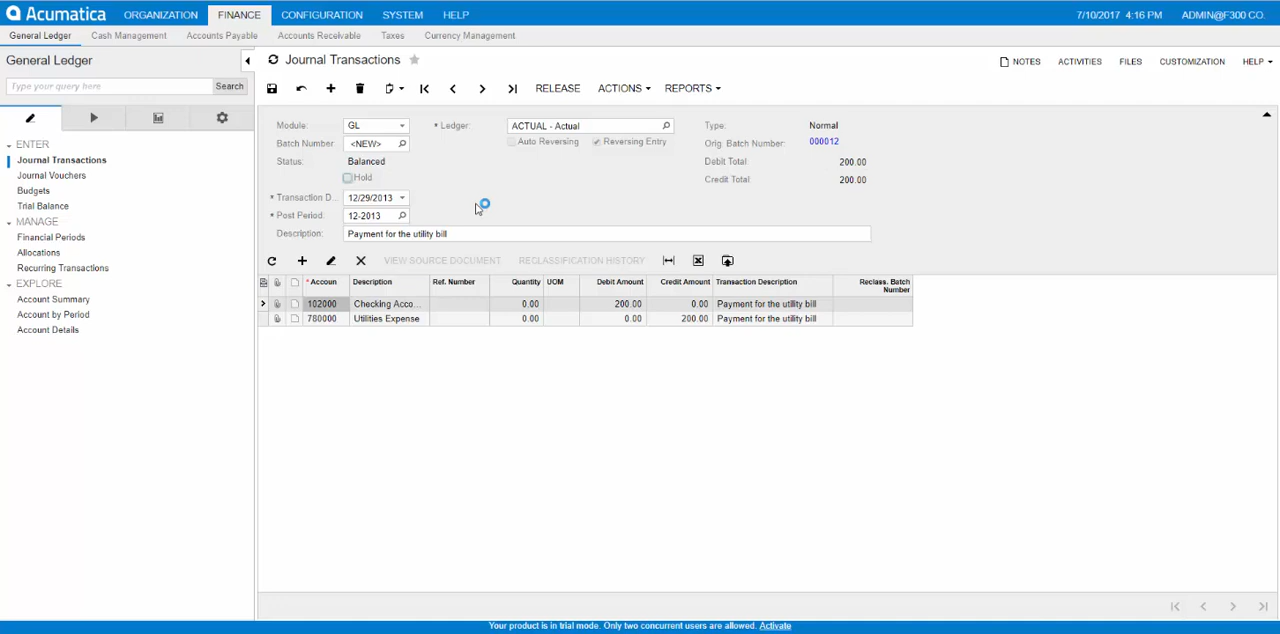 Acumatica ORGANIZATION FINANCE CONFIGURATION SYSTEM HELP 7/10/2017 4:16 PM ADMIN@F300 CO.
General Ledger Cash Management Accounts Payable Accounts Receivable Taxes Currency Management
General Ledger Journal Transactions NOTES ACTIVITIES FILES CUSTOMIZATION HELP
Type your query here Search RELEASE ACTIONS REPORTS
Module: GL * Ledger: ACTUAL - Actual Type: Normal
Batch Number: <NEW> Auto Reversing Reversing Entry Orig. Batch Number: 000012
Status: Balanced Debit Total: 200.00
Hold Credit Total: 200.00
* Transaction D... 12/29/2013
* Post Period: 12-2013
Description: Payment for the utility bill
VIEW SOURCE DOCUMENT RECLASSIFICATION HISTORY
* Accoun Description Ref. Number Quantity UOM Debit Amount Credit Amount Transaction Description Reclass. Batch
Number
102000 Checking Acco... 0.00 200.00 0.00 Payment for the utility bill
780000 Utilities Expense 0.00 0.00 200.00 Payment for the utility bill
ENTER
Journal Transactions
Journal Vouchers
Budgets
Trial Balance
MANAGE
Financial Periods
Allocations
Recurring Transactions
EXPLORE
Account Summary
Account by Period
Account Details
Your product is in trial mode. Only two concurrent users are allowed. Activate